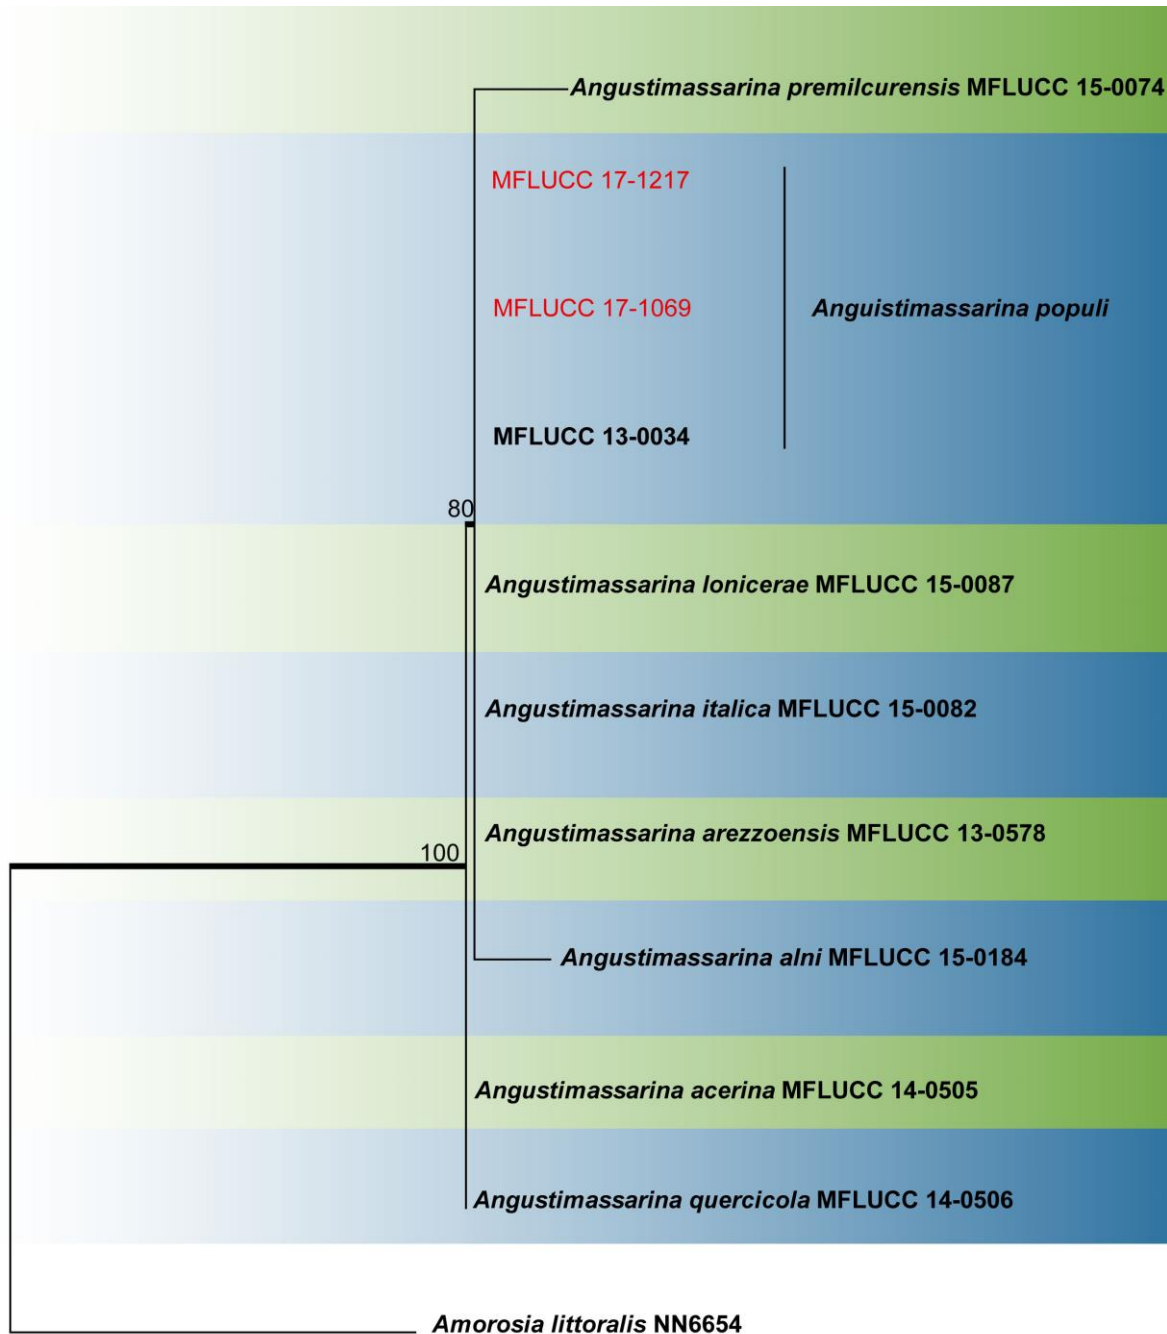 Angustimassarina premilcurensis MFLUCC 15-0074
MFLUCC 17-1217
MFLUCC 17-1069
Anguistimassarina populi
MFLUCC 13-0034
80
Angustimassarina lonicerae MFLUCC 15-0087
Angustimassarina italica MFLUCC 15-0082
Angustimassarina arezzoensis MFLUCC 13-0578
100
Angustimassarina alni MFLUCC 15-0184
Angustimassarina acerina MFLUCC 14-0505
Angustimassarina quercicola MFLUCC 14-0506
Amorosia littoralis NN6654